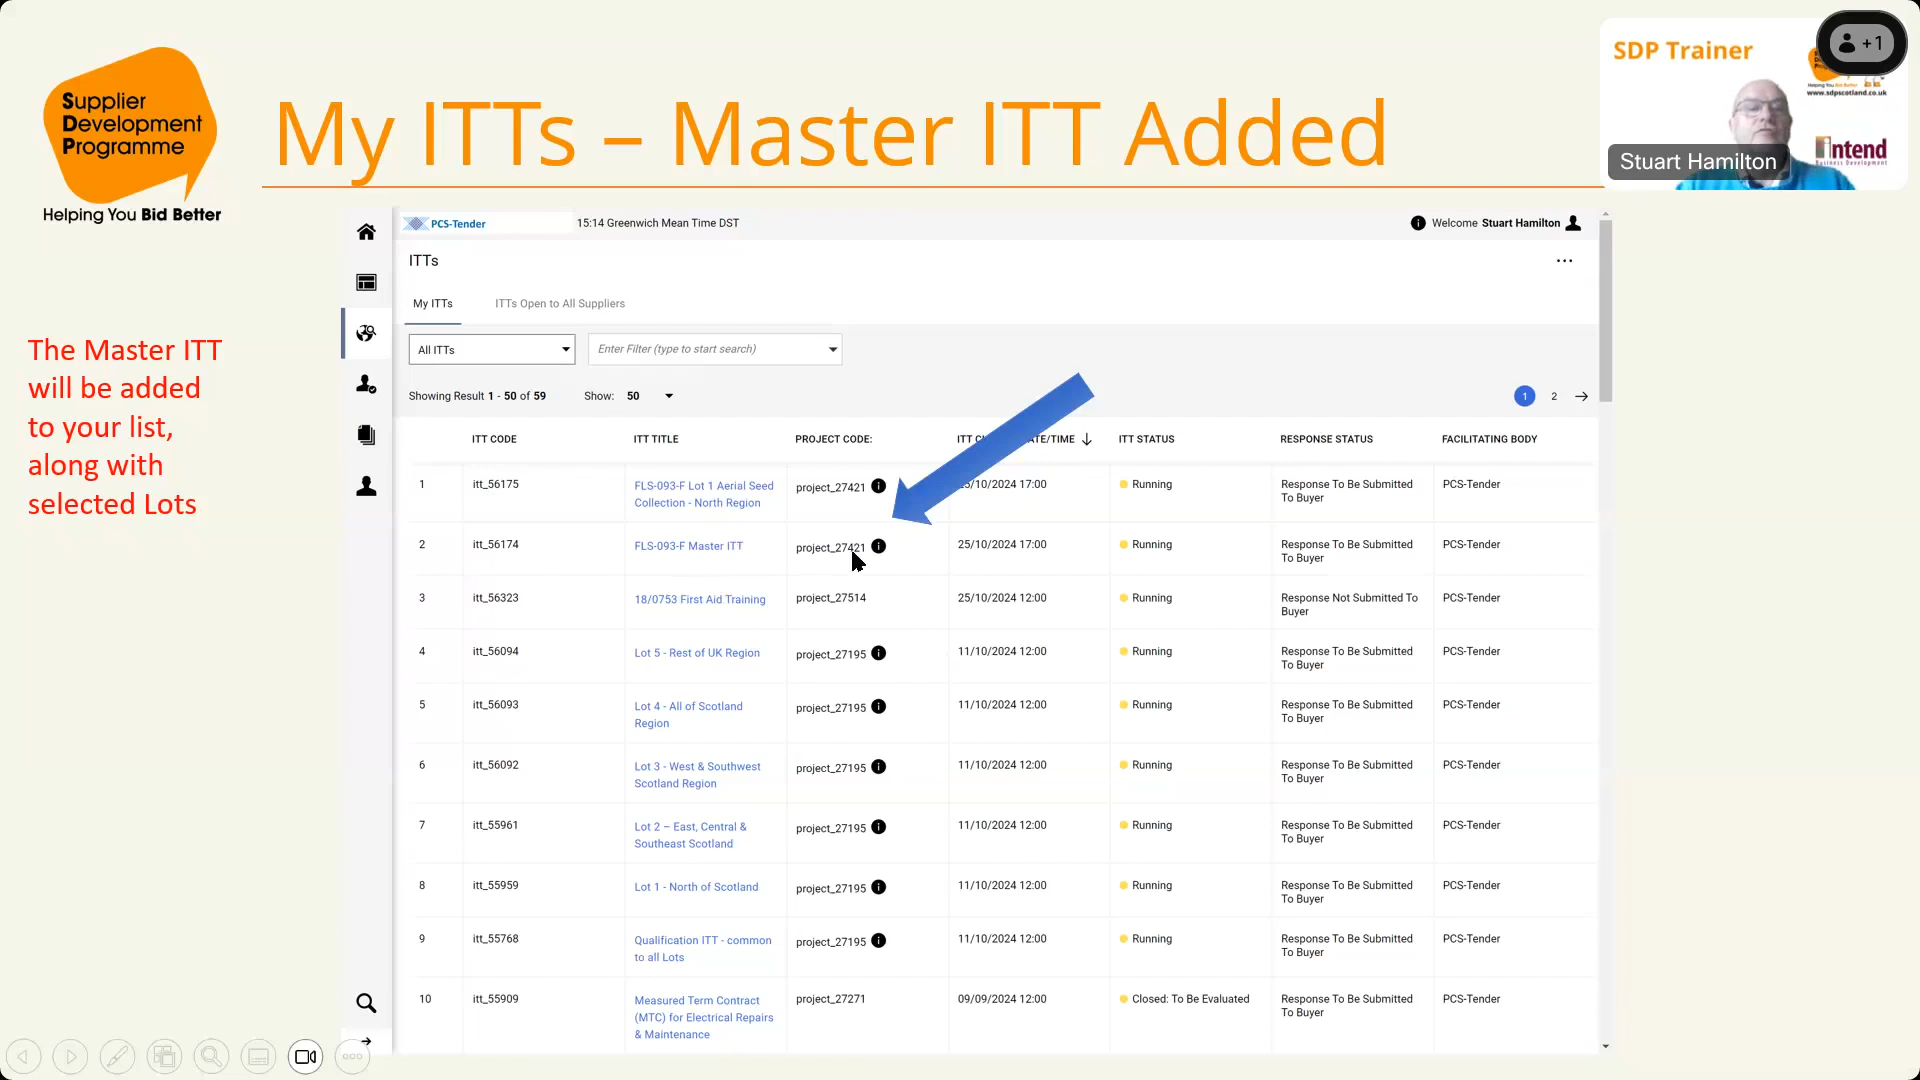 Supplier
Development
Programme
Helping You Bid Better
My ITTs – Master ITT Added
SDP Trainer
+1
www.sdpscotland.co.uk
intend
Business Development
Stuart Hamilton
The Master ITT
will be added
to your list,
along with
selected Lots
PCS-Tender
15:14 Greenwich Mean Time DST
Welcome Stuart Hamilton
ITTs
My ITTs
ITTs Open to All Suppliers
All ITTs
Enter Filter (type to start search)
Showing Result 1 - 50 of 59
Show: 50
1 2
ITT CODE ITT TITLE PROJECT CODE: ITT ATE/TIME ITT STATUS RESPONSE STATUS FACILITATING BODY
1 itt_56175 FLS-093-F Lot 1 Aerial Seed project_27421 /10/2024 17:00 Running Response To Be Submitted PCS-Tender
Collection - North Region To Buyer
2 itt_56174 FLS-093-F Master ITT project_27421 25/10/2024 17:00 Running Response To Be Submitted PCS-Tender
To Buyer
3 itt_56323 18/0753 First Aid Training project_27514 25/10/2024 12:00 Running Response Not Submitted To PCS-Tender
Buyer
4 itt_56094 Lot 5 - Rest of UK Region project_27195 11/10/2024 12:00 Running Response To Be Submitted PCS-Tender
To Buyer
5 itt_56093 Lot 4 - All of Scotland project_27195 11/10/2024 12:00 Running Response To Be Submitted PCS-Tender
Region To Buyer
6 itt_56092 Lot 3 - West & Southwest project_27195 11/10/2024 12:00 Running Response To Be Submitted PCS-Tender
Scotland Region To Buyer
7 itt_55961 Lot 2 – East, Central & project_27195 11/10/2024 12:00 Running Response To Be Submitted PCS-Tender
Southeast Scotland To Buyer
8 itt_55959 Lot 1 - North of Scotland project_27195 11/10/2024 12:00 Running Response To Be Submitted PCS-Tender
To Buyer
9 itt_55768 Qualification ITT - common project_27195 11/10/2024 12:00 Running Response To Be Submitted PCS-Tender
to all Lots To Buyer
10 itt_55909 Measured Term Contract project_27271 09/09/2024 12:00 Closed: To Be Evaluated Response To Be Submitted PCS-Tender
(MTC) for Electrical Repairs To Buyer
& Maintenance